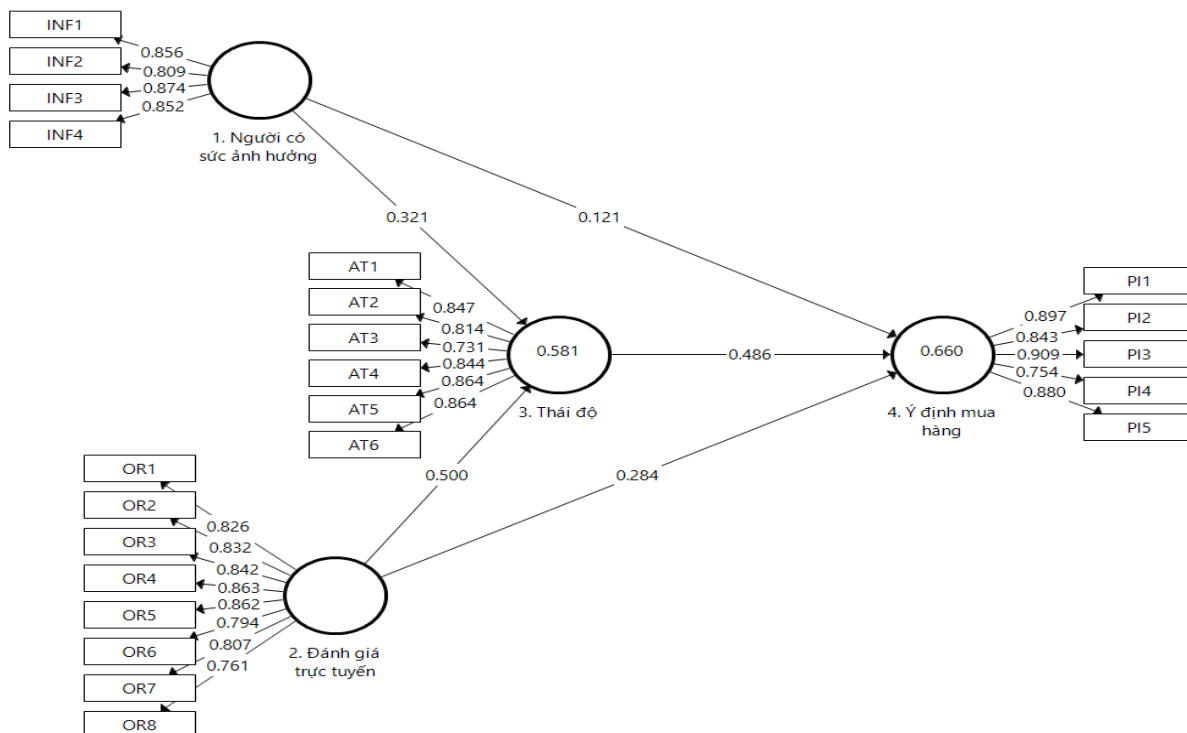 INF1
INF2
INF3
INF4
0.856
0.809
0.874
0.852
1. Người có
sức ảnh hưởng
0.321
0.121
AT1
AT2
AT3
AT4
AT5
AT6
0.847
0.814
0.731
0.844
0.864
0.864
0.581
3. Thái độ
0.486
0.660
4. Ý định mua
hàng
0.897
0.843
0.909
0.754
0.880
PI1
PI2
PI3
PI4
PI5
0.500
0.284
OR1
OR2
OR3
OR4
OR5
OR6
OR7
OR8
0.826
0.832
0.842
0.863
0.862
0.794
0.807
0.761
2. Đánh giá
trực tuyến